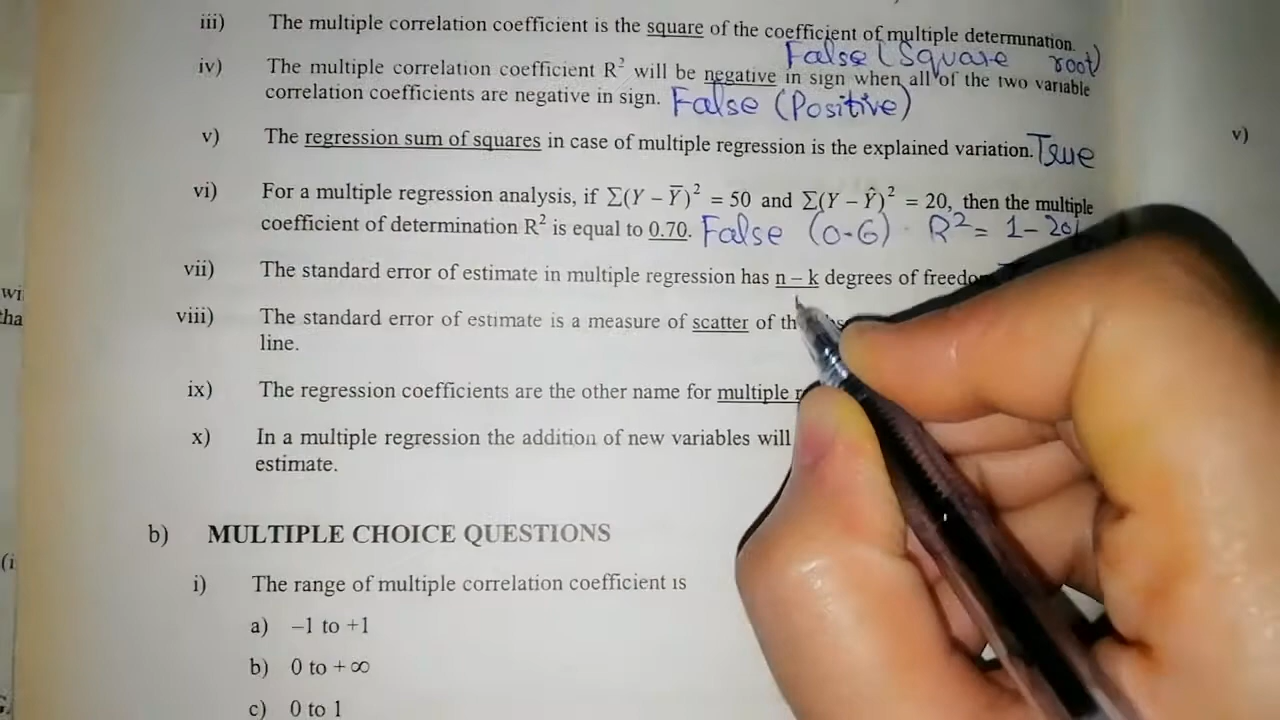 iii) The multiple correlation coefficient is the square of the coefficient of multiple determination.
False (Square root)
iv) The multiple correlation coefficient R² will be negative in sign when all of the two variable
correlation coefficients are negative in sign. False (Positive)
v) The regression sum of squares in case of multiple regression is the explained variation. True
vi) For a multiple regression analysis, if Σ(Y – Ȳ)² = 50 and Σ(Y – Ŷ)² = 20, then the multiple
coefficient of determination R² is equal to 0.70. False (0.6) R² = 1 – 20/
vii) The standard error of estimate in multiple regression has n – k degrees of
viii) The standard error of estimate is a measure of scatter of
line.
ix) The regression coefficients are the other name for multiple
x) In a multiple regression the addition of new variables will
estimate.
b) MULTIPLE CHOICE QUESTIONS
i) The range of multiple correlation coefficient is
a) –1 to +1
b) 0 to + ∞
c) 0 to 1
v)
(i